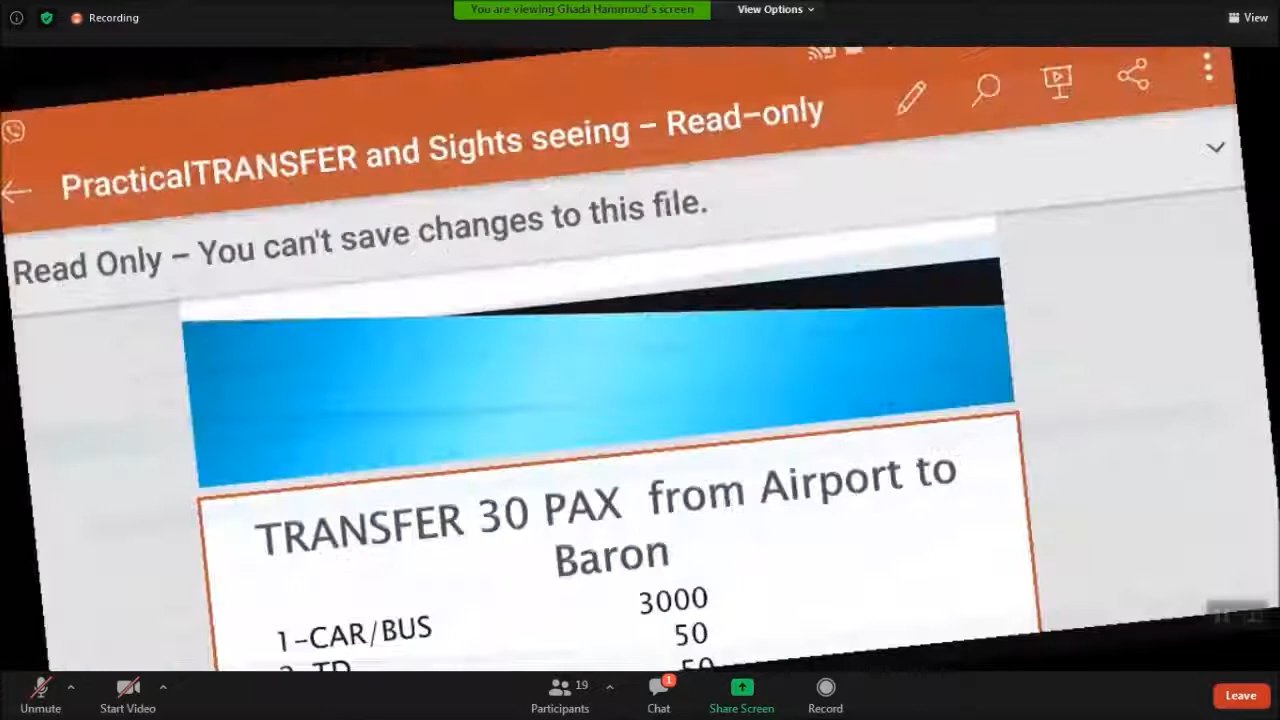 Recording
You are viewing Ghada Hammoud's screen
View Options
View
PracticalTRANSFER and Sights seeing – Read-only
Read Only – You can't save changes to this file.
TRANSFER 30 PAX from Airport to
Baron
3000
1-CAR/BUS
50
Unmute
Start Video
19
Participants
1
Chat
Share Screen
Record
Leave